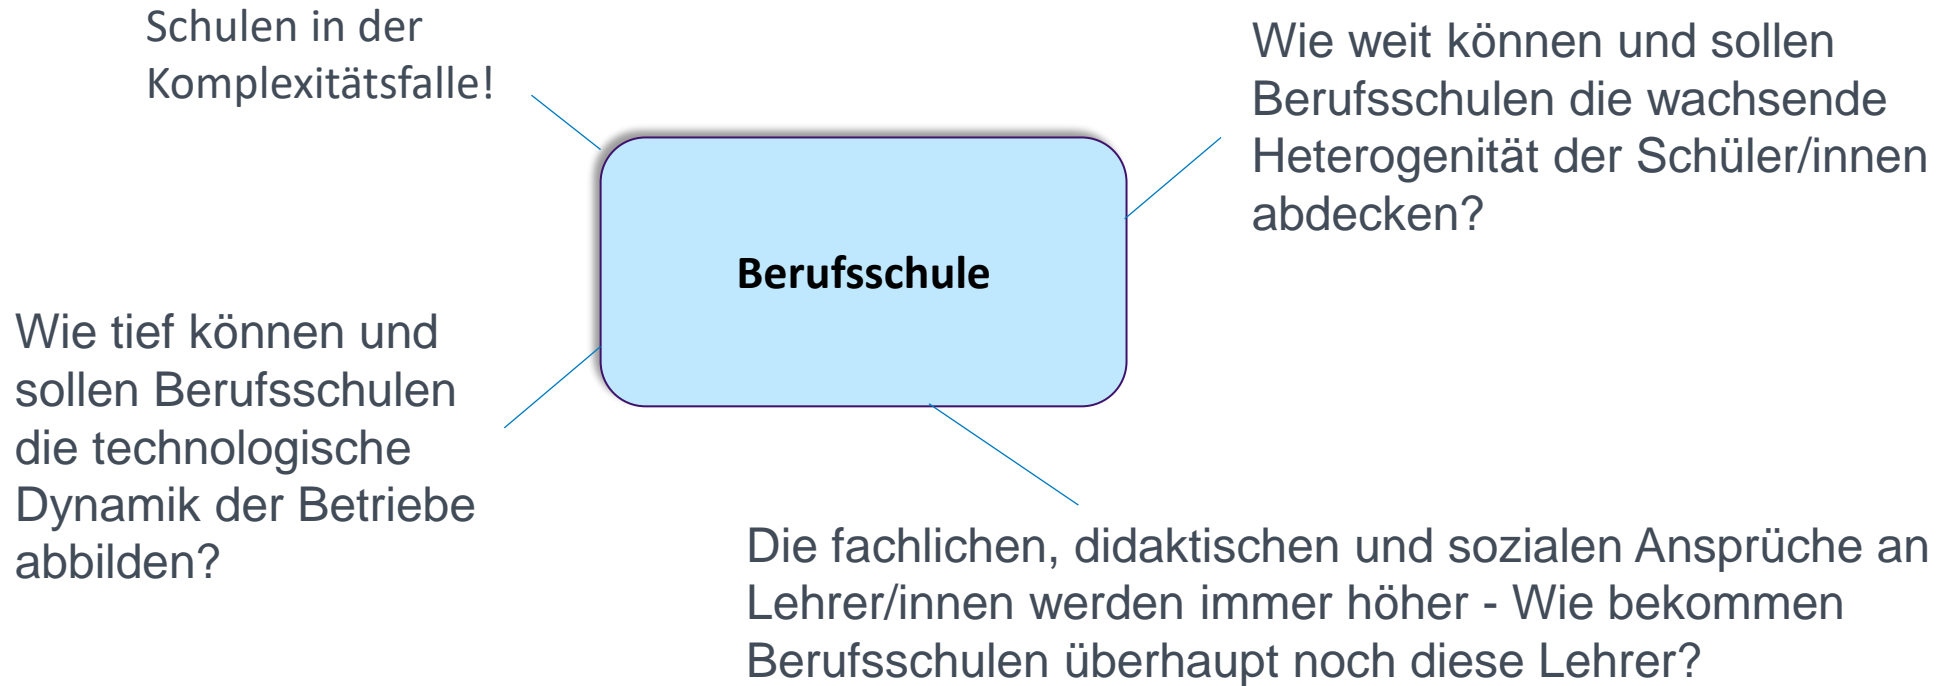 Schulen in der
Komplexitätsfalle!
Wie weit können und sollen
Berufsschulen die wachsende
Heterogenität der Schüler/innen
abdecken?
Berufsschule
Wie tief können und
sollen Berufsschulen
die technologische
Dynamik der Betriebe
abbilden?
Die fachlichen, didaktischen und sozialen Ansprüche an
Lehrer/innen werden immer höher - Wie bekommen
Berufsschulen überhaupt noch diese Lehrer?